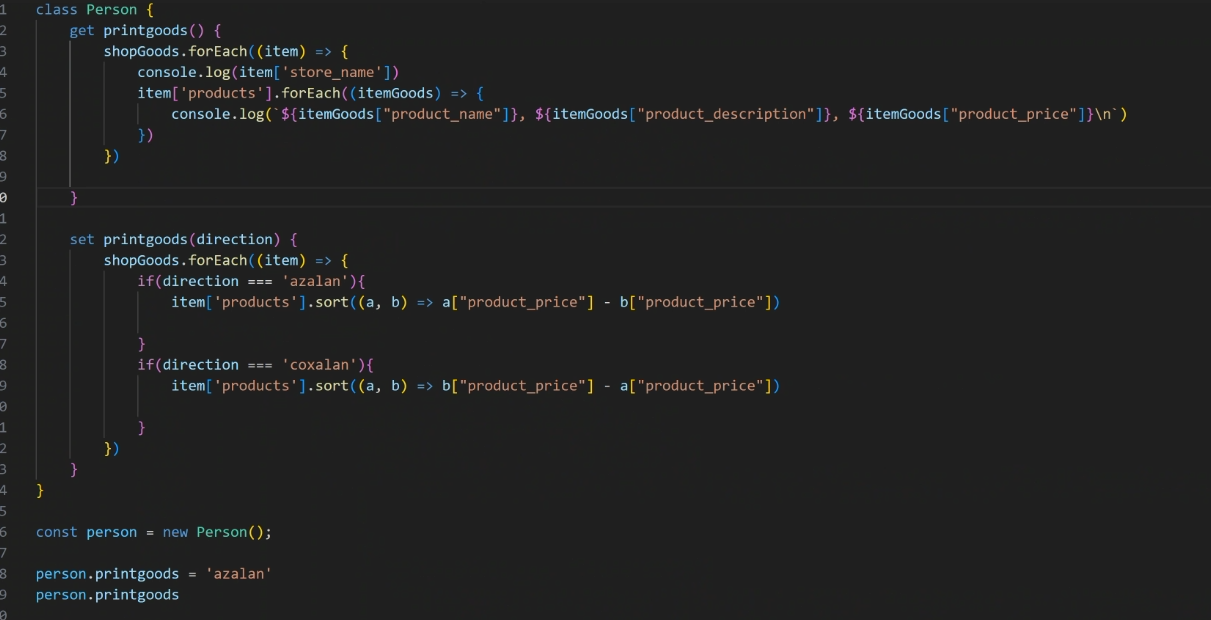 1 class Person {
2 get printgoods() {
3 shopGoods.forEach((item) => {
4 console.log(item['store_name'])
5 item['products'].forEach((itemGoods) => {
6 console.log(`${itemGoods["product_name"]}, ${itemGoods["product_description"]}, ${itemGoods["product_price"]}\n`)
7 })
8 })
9
0 }
1
2 set printgoods(direction) {
3 shopGoods.forEach((item) => {
4 if(direction === 'azalan'){
5 item['products'].sort((a, b) => a["product_price"] - b["product_price"])
6
7 }
8 if(direction === 'coxalan'){
9 item['products'].sort((a, b) => b["product_price"] - a["product_price"])
0
1 }
2 })
3 }
4 }
5
6 const person = new Person();
7
8 person.printgoods = 'azalan'
9 person.printgoods
0